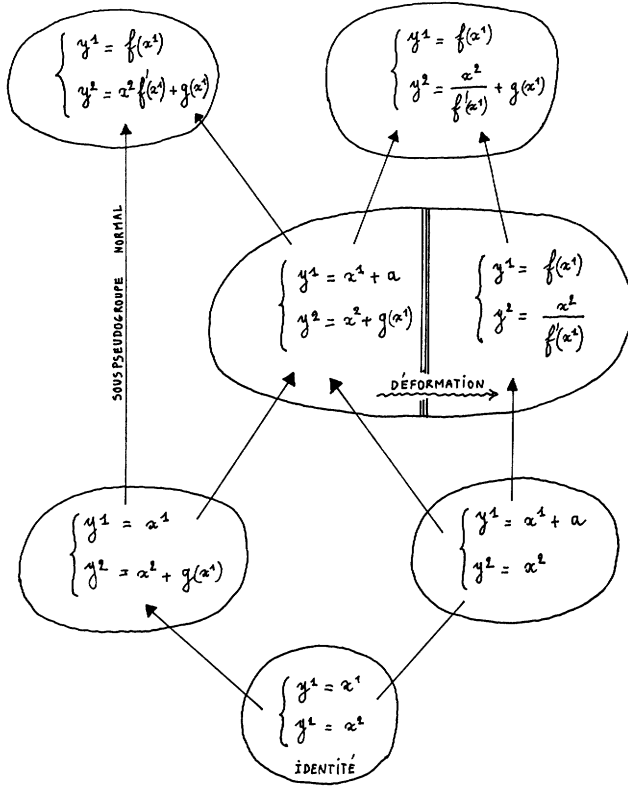 y¹ = f(x¹)
y² = x² f'(x¹) + g(x¹)
y¹ = f(x¹)
y² = x²/f'(x¹) + g(x¹)
SOUSPSEUDOGROUPE NORMAL
y¹ = x¹ + a
y² = x² + g(x¹)
y¹ = f(x¹)
y² = x²/f'(x¹)
DÉFORMATION
y¹ = x¹
y² = x² + g(x¹)
y¹ = x¹ + a
y² = x²
y¹ = x¹
y² = x²
IDENTITÉ